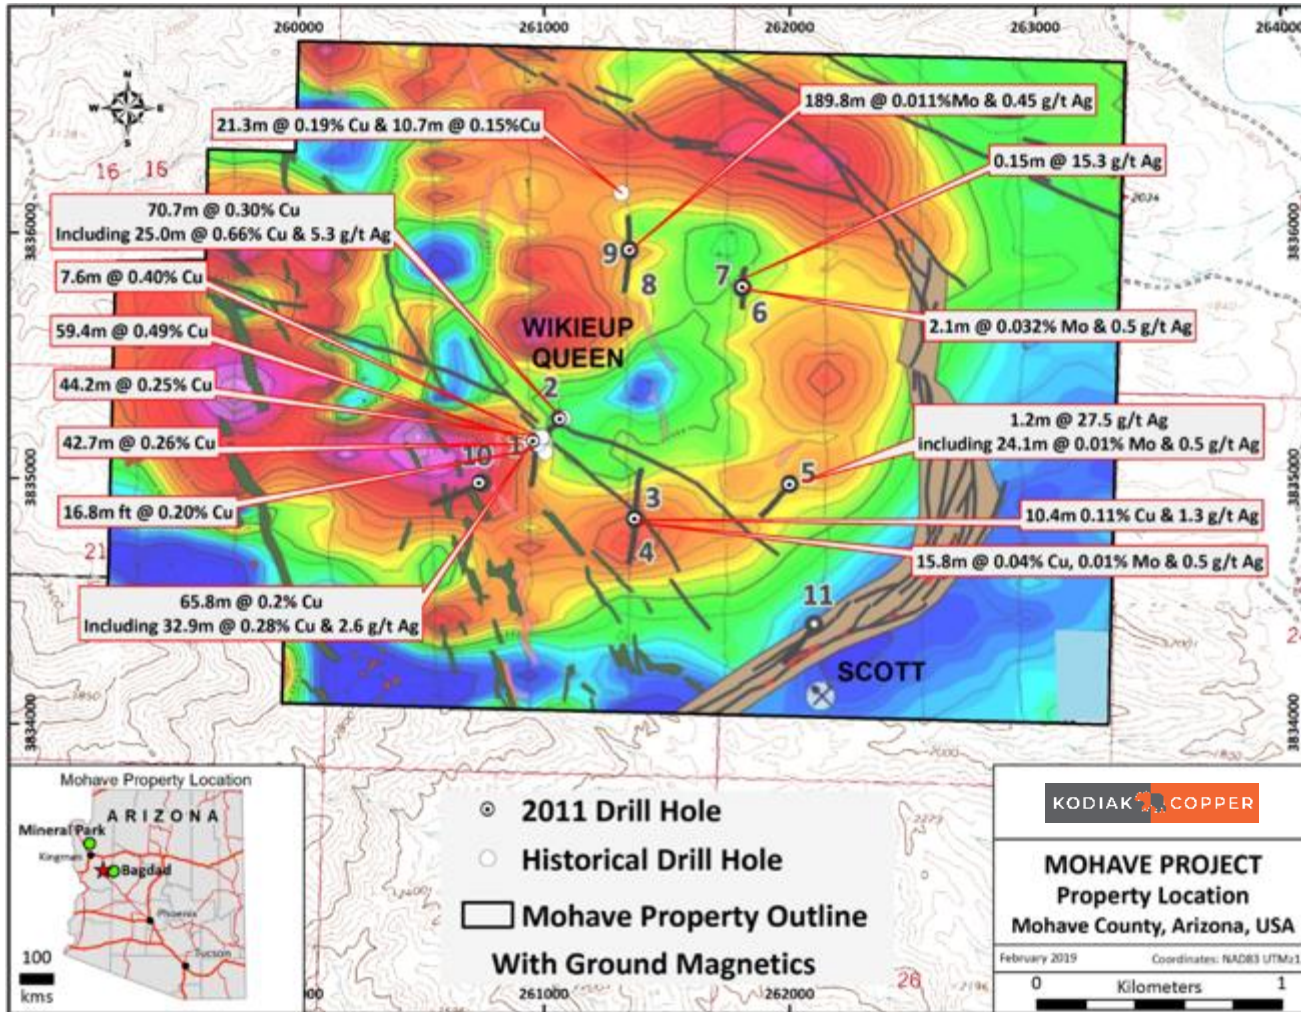 260000 261000 262000 263000 264000
N
W E
S
16 16
21.3m @ 0.19% Cu & 10.7m @ 0.15%Cu
189.8m @ 0.011%Mo & 0.45 g/t Ag
0.15m @ 15.3 g/t Ag
70.7m @ 0.30% Cu
Including 25.0m @ 0.66% Cu & 5.3 g/t Ag
3836000
3836000
7.6m @ 0.40% Cu
9
8
7
6
2.1m @ 0.032% Mo & 0.5 g/t Ag
59.4m @ 0.49% Cu
WIKIEUP
QUEEN
44.2m @ 0.25% Cu
2
1.2m @ 27.5 g/t Ag
including 24.1m @ 0.01% Mo & 0.5 g/t Ag
42.7m @ 0.26% Cu
1
10
5
3835000
3835000
16.8m ft @ 0.20% Cu
3
10.4m 0.11% Cu & 1.3 g/t Ag
21
4
15.8m @ 0.04% Cu, 0.01% Mo & 0.5 g/t Ag
65.8m @ 0.2% Cu
Including 32.9m @ 0.28% Cu & 2.6 g/t Ag
11
SCOTT
3834000
3834000
Mohave Property Location
ARIZONA
Mineral Park
Kingman
Bagdad
Phoenix
Tucson
100
kms
2011 Drill Hole
Historical Drill Hole
Mohave Property Outline
With Ground Magnetics
261000 262000
26
KODIAK COPPER
MOHAVE PROJECT
Property Location
Mohave County, Arizona, USA
February 2019 Coordinates: NAD83 UTMz1
0 Kilometers 1